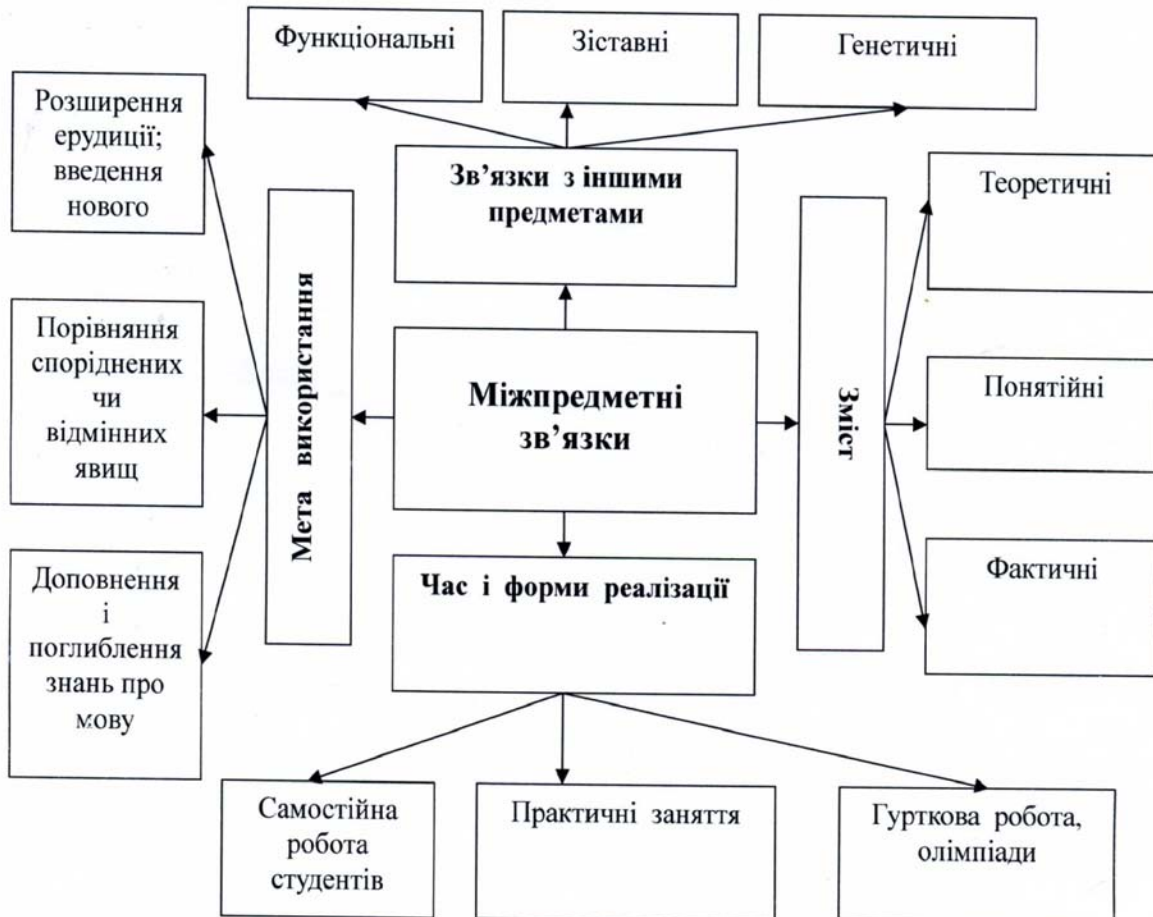 Функціональні
Зіставні
Генетичні
Розширення
ерудиції;
введення
нового
Зв’язки з іншими
предметами
Теоретичні
Мета використання
Порівняння
споріднених
чи
відмінних
явищ
Міжпредметні
зв’язки
Зміст
Понятійні
Доповнення
і
поглиблення
знань про
мову
Час і форми реалізації
Фактичні
Самостійна
робота
студентів
Практичні заняття
Гурткова робота,
олімпіади